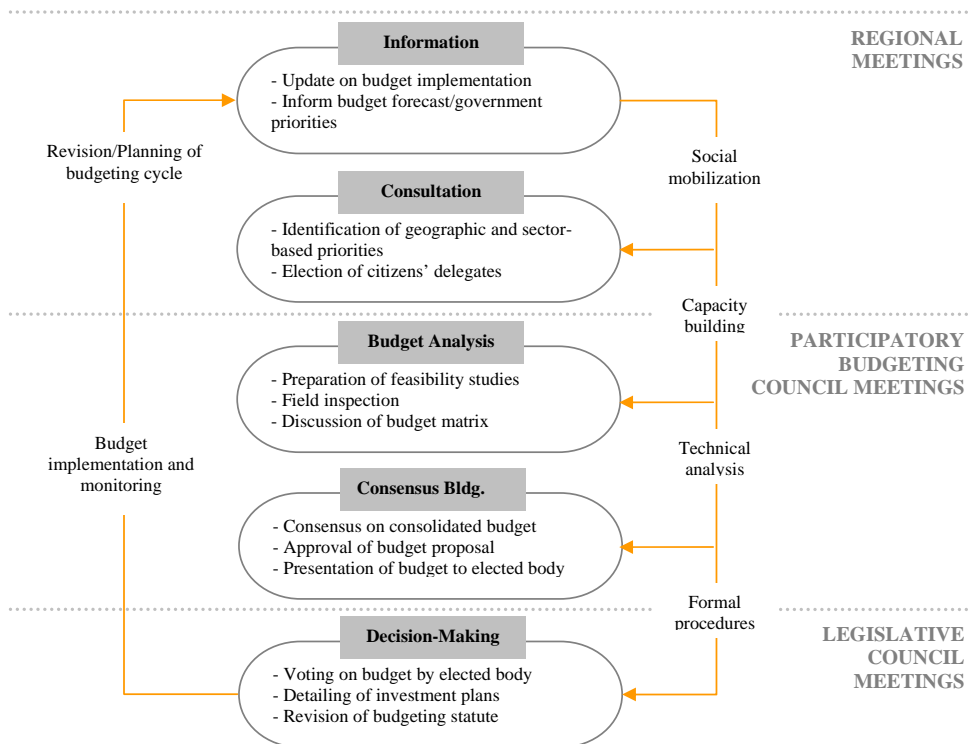 Information
- Update on budget implementation
- Inform budget forecast/government
priorities
REGIONAL
MEETINGS
Revision/Planning of
budgeting cycle
Social
mobilization
Consultation
- Identification of geographic and sector-
based priorities
- Election of citizens’ delegates
Capacity
building
Budget Analysis
- Preparation of feasibility studies
- Field inspection
- Discussion of budget matrix
PARTICIPATORY
BUDGETING
COUNCIL MEETINGS
Budget
implementation and
monitoring
Technical
analysis
Consensus Bldg.
- Consensus on consolidated budget
- Approval of budget proposal
- Presentation of budget to elected body
Formal
procedures
Decision-Making
- Voting on budget by elected body
- Detailing of investment plans
- Revision of budgeting statute
LEGISLATIVE
COUNCIL
MEETINGS